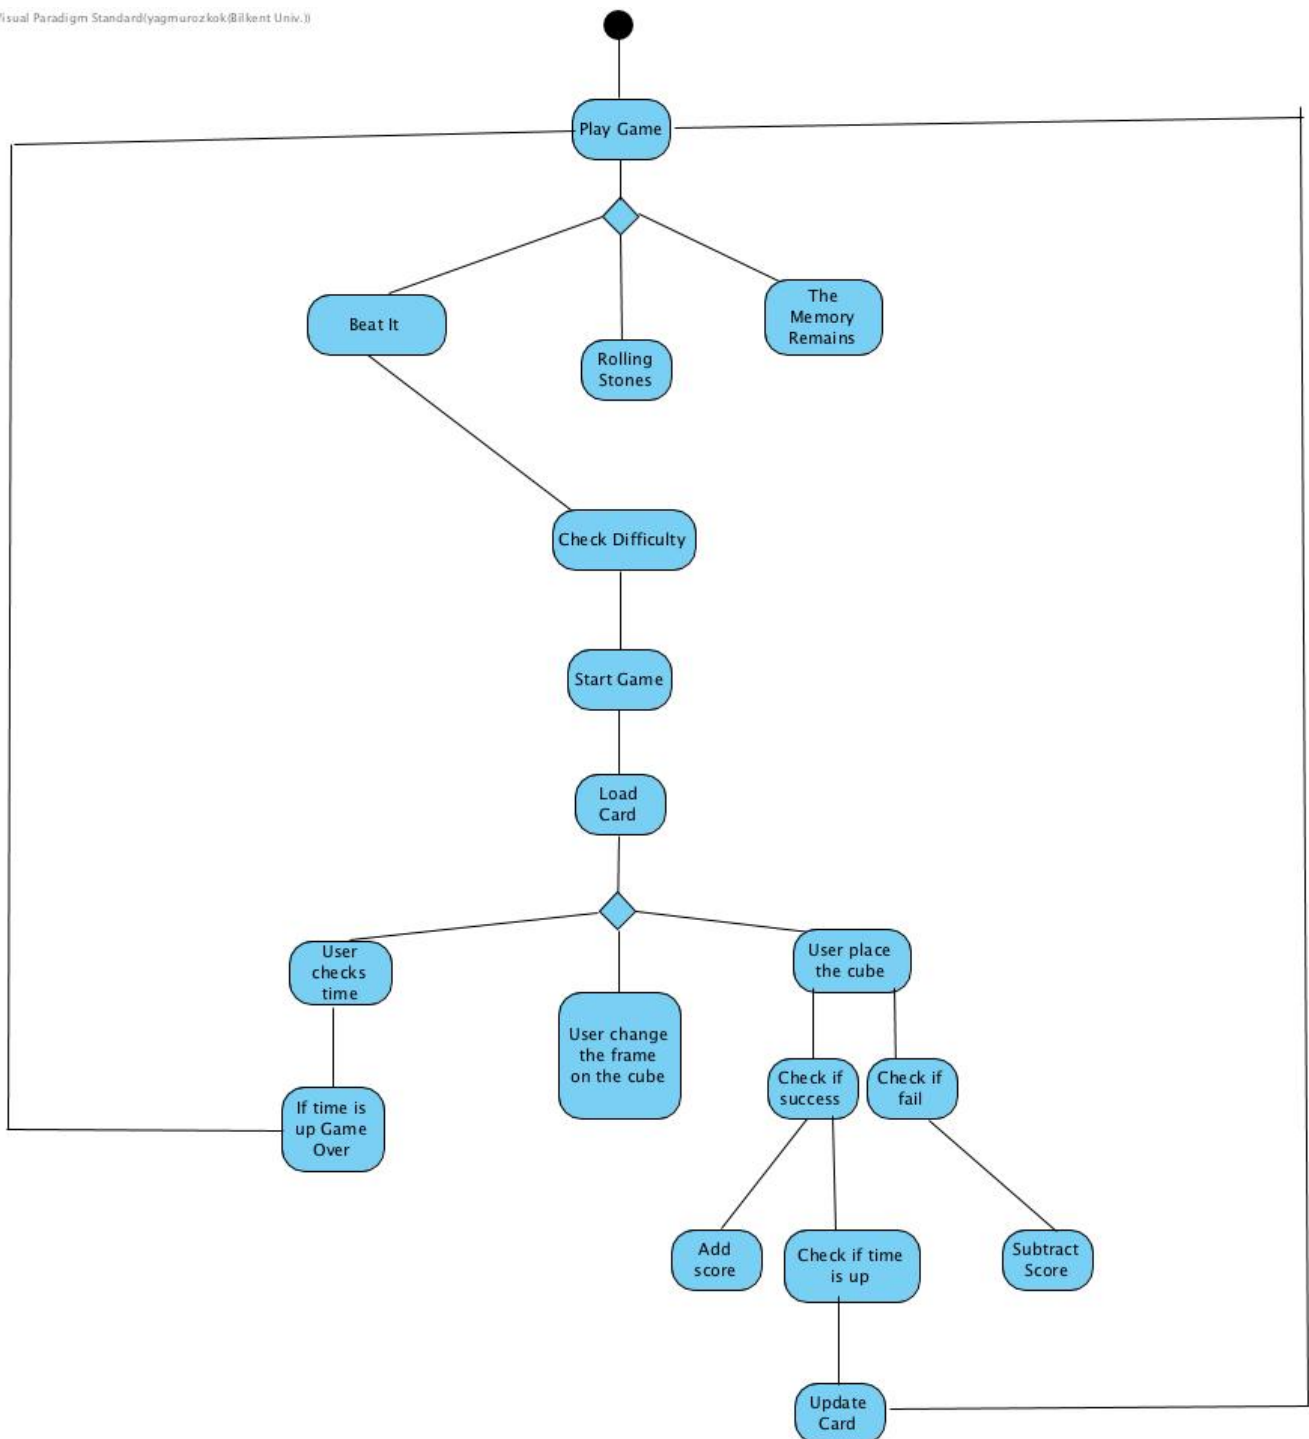 Visual Paradigm Standard(yagmurozkok(Bilkent Univ.))
Play Game
Beat It
The
Memory
Remains
Rolling
Stones
Check Difficulty
Start Game
Load
Card
User
checks
time
User place
the cube
User change
the frame
on the cube
Check if
success
Check if
fail
If time is
up Game
Over
Add
score
Check if time
is up
Subtract
Score
Update
Card